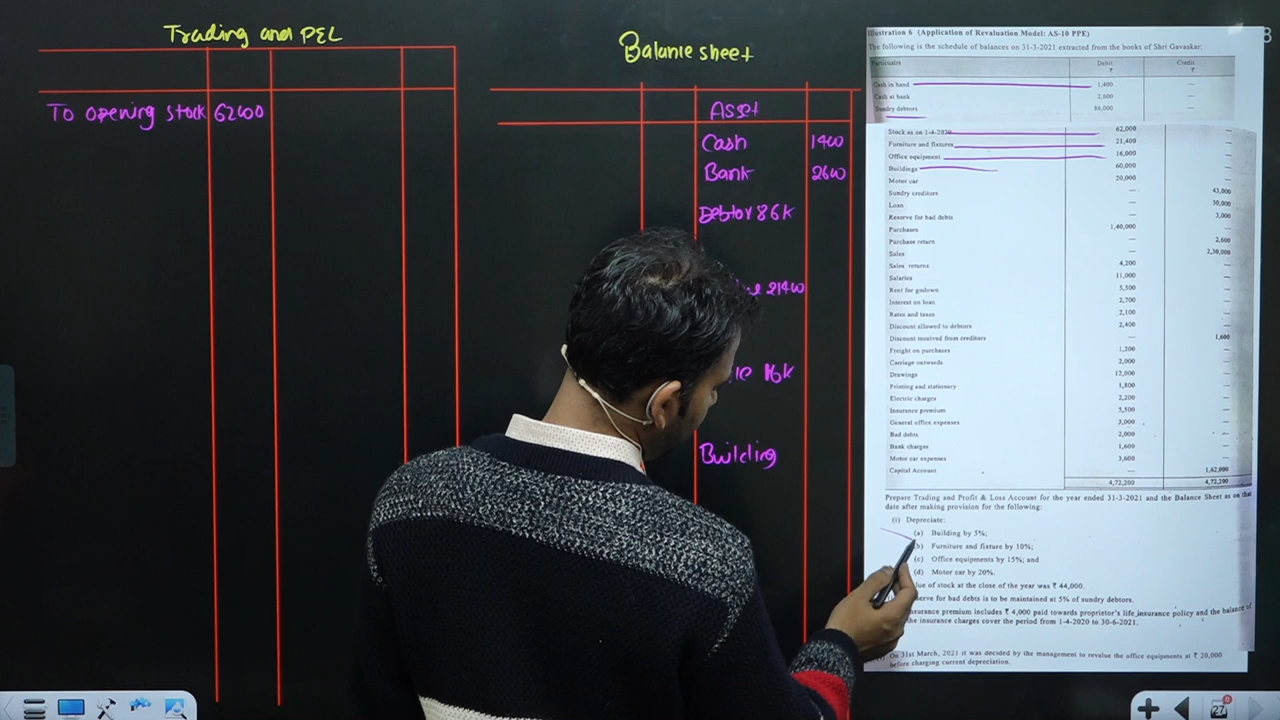 Trading and P&L
To opening stock 62000
Balance sheet
Asset
Cash 1400
Bank 2600
Debtor 86k
21400
16k
Building
Illustration 6 (Application of Revaluation Model: AS-10 PPE)
The following is the schedule of balances on 31-3-2021 extracted from the books of Shri Gavaskar:
Particulars Debit Credit
₹ ₹
Cash in hand 1,400 —
Cash at bank 2,600 —
Sundry debtors 86,000 —
Stock as on 1-4-2020 62,000 —
Furniture and fixtures 21,400 —
Office equipment 16,000 —
Buildings 60,000 —
Motor car 20,000 —
Sundry creditors — 43,000
Loan — 30,000
Reserve for bad debts — 3,000
Purchases 1,40,000 —
Purchase return — 2,600
Sales — 2,30,000
Sales returns 4,200 —
Salaries 11,000 —
Rent for godown 5,500 —
Interest on loan 2,700 —
Rates and taxes 2,100 —
Discount allowed to debtors 2,400 —
Discount received from creditors — 1,600
Freight on purchases 1,200 —
Carriage outwards 2,000 —
Drawings 12,000 —
Printing and stationery 1,800 —
Electric charges 2,200 —
Insurance premium 5,500 —
General office expenses 3,000 —
Bad debts 2,000 —
Bank charges 1,600 —
Motor car expenses 3,600 —
Capital Account — 1,62,000
4,72,200 4,72,200
Prepare Trading and Profit & Loss Account for the year ended 31-3-2021 and the Balance Sheet as on that
date after making provision for the following:
(i) Depreciate:
(a) Building by 5%;
(b) Furniture and fixture by 10%;
(c) Office equipments by 15%; and
(d) Motor car by 20%.
of stock at the close of the year was ₹ 44,000.
for bad debts is to be maintained at 5% of sundry debtors.
premium includes ₹ 4,000 paid towards proprietor's life insurance policy and the balance of
the insurance charges cover the period from 1-4-2020 to 30-6-2021.
On 31st March, 2021 it was decided by the management to revalue the office equipments at ₹ 20,000
before charging current depreciation.
27